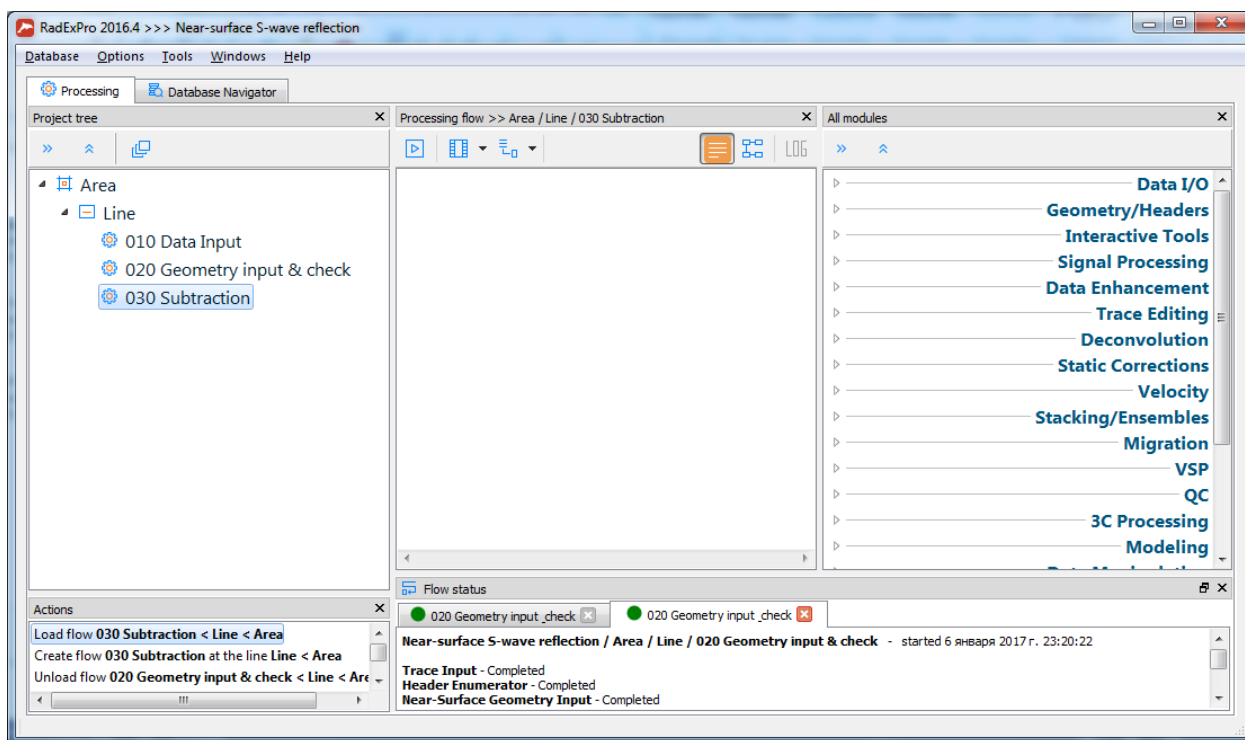 RadExPro 2016.4 >>> Near-surface S-wave reflection
Database Options Tools Windows Help
Processing Database Navigator
Project tree
Processing flow >> Area / Line / 030 Subtraction
All modules
LOG
Area
Line
010 Data Input
020 Geometry input & check
030 Subtraction
Data I/O
Geometry/Headers
Interactive Tools
Signal Processing
Data Enhancement
Trace Editing
Deconvolution
Static Corrections
Velocity
Stacking/Ensembles
Migration
VSP
QC
3C Processing
Modeling
Actions
Load flow 030 Subtraction < Line < Area
Create flow 030 Subtraction at the line Line < Area
Unload flow 020 Geometry input & check < Line < Are
Flow status
020 Geometry input _check 020 Geometry input _check
Near-surface S-wave reflection / Area / Line / 020 Geometry input & check - started 6 января 2017 г. 23:20:22
Trace Input - Completed
Header Enumerator - Completed
Near-Surface Geometry Input - Completed